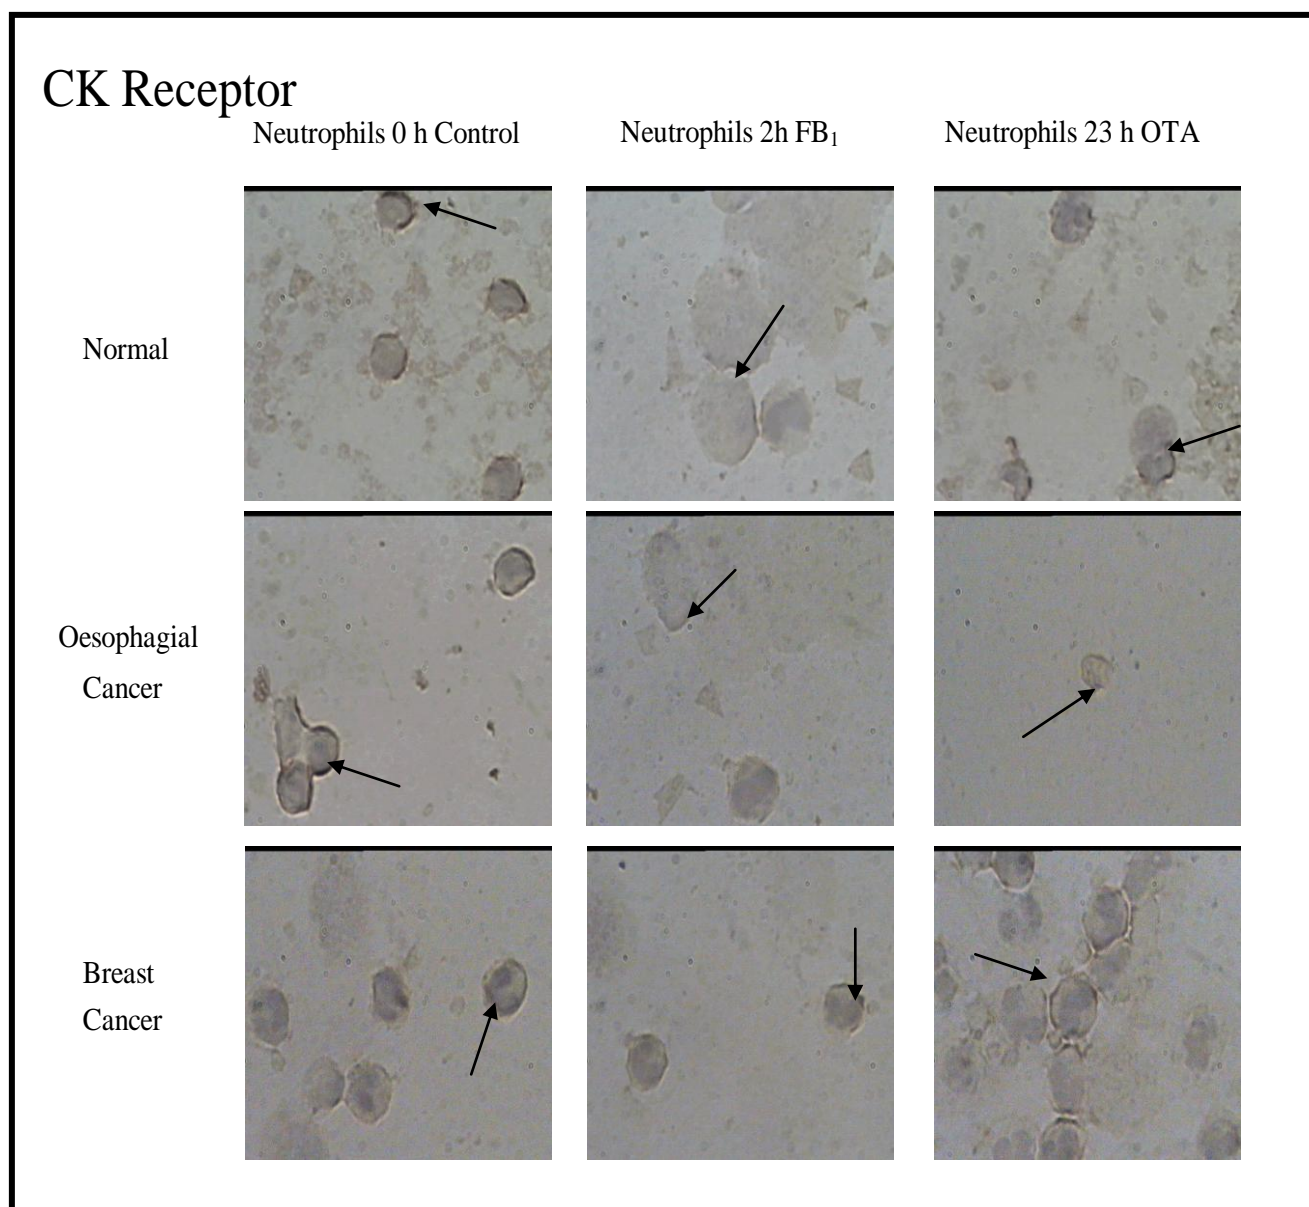 CK Receptor
Neutrophils 0 h Control
Neutrophils 2h FB₁
Neutrophils 23 h OTA
Normal
Oesophagial
Cancer
Breast
Cancer